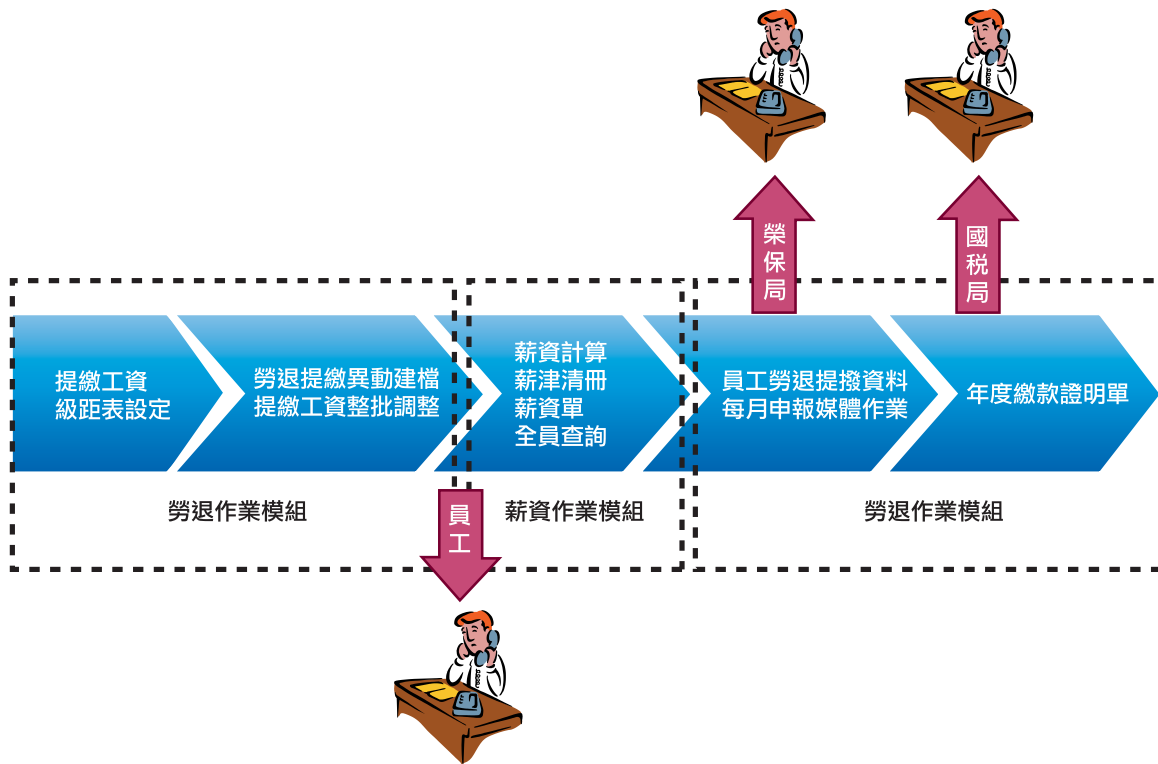 榮保局
國税局
提繳工資
級距表設定
勞退提繳異動建檔
提繳工資整批調整
薪資計算
薪津清冊
薪資單
全員查詢
員工勞退提撥資料
每月申報媒體作業
年度繳款證明單
勞退作業模組
員工
薪資作業模組
勞退作業模組